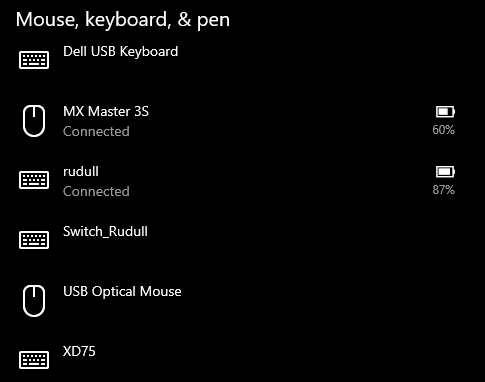 Mouse, keyboard, & pen
Dell USB Keyboard
MX Master 3S
Connected
60%
rudull
Connected
87%
Switch_Rudull
USB Optical Mouse
XD75